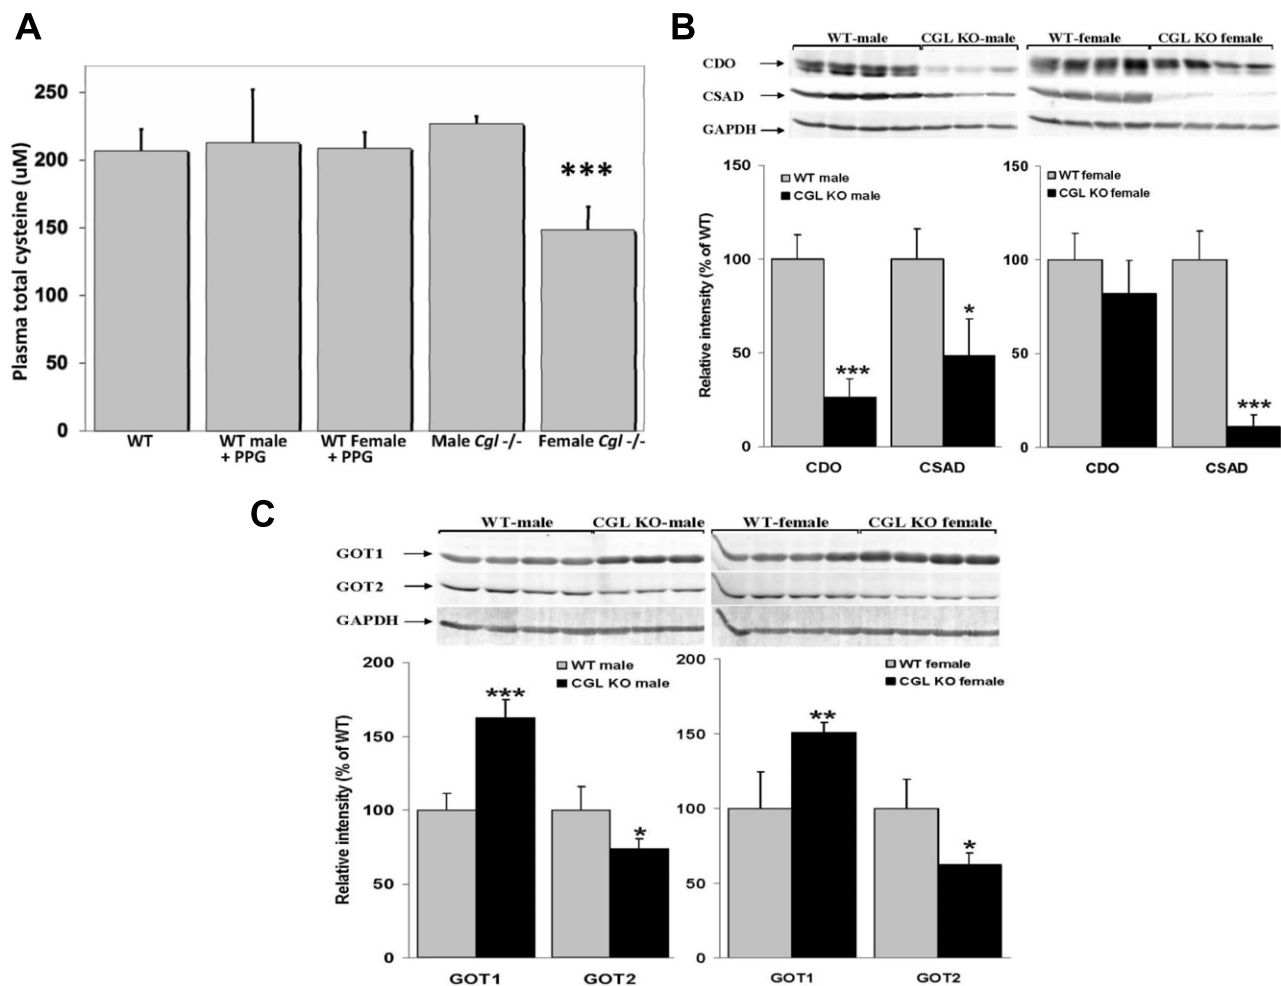 A
Plasma total cysteine (uM)
250
200
150
100
50
0
***
WT
WT male
+ PPG
WT Female
+ PPG
Male Cgl -/-
Female Cgl -/-
B
WT-male
CGL KO-male
WT-female
CGL KO female
CDO
CSAD
GAPDH
Relative intensity (% of WT)
150
100
50
0
WT male
CGL KO male
***
*
CDO
CSAD
150
100
50
0
WT female
CGL KO female
***
CDO
CSAD
C
WT-male
CGL KO-male
WT-female
CGL KO female
GOT1
GOT2
GAPDH
Relative intensity (% of WT)
200
150
100
50
0
WT male
CGL KO male
***
*
GOT1
GOT2
200
150
100
50
0
WT female
CGL KO female
**
*
GOT1
GOT2